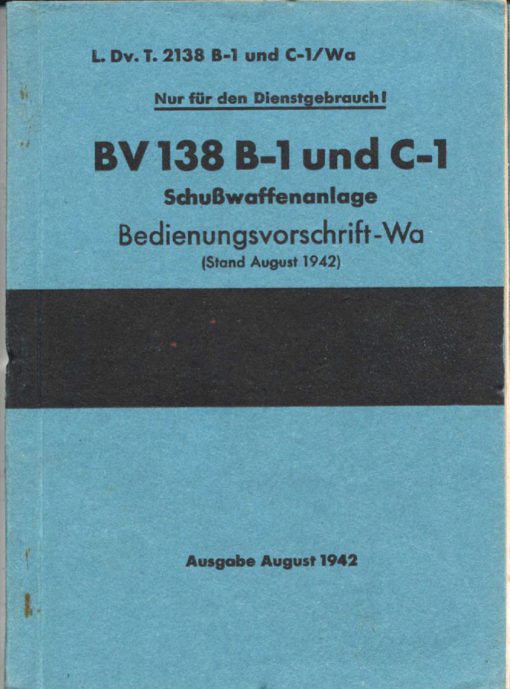 L. Dv. T. 2138 B-1 und C-1/Wa
Nur für den Dienstgebrauch!
BV 138 B-1 und C-1
Schußwaffenanlage
Bedienungsvorschrift-Wa
(Stand August 1942)
Ausgabe August 1942